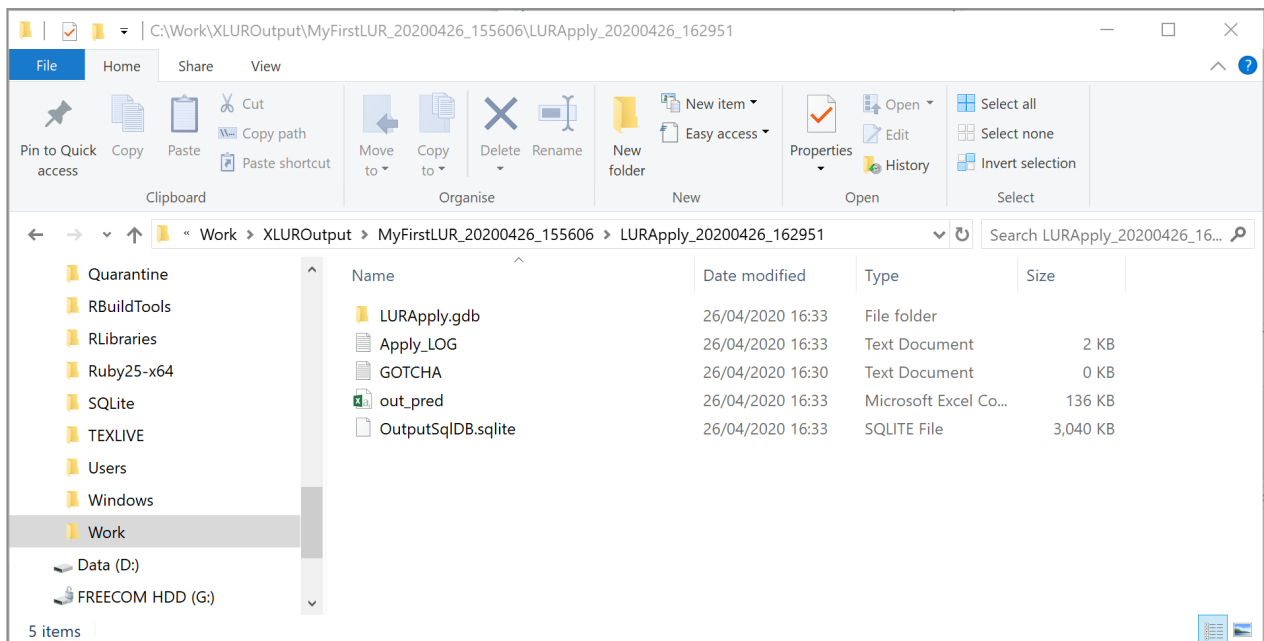 C:\Work\XLUROutput\MyFirstLUR_20200426_155606\LURApply_20200426_162951
File Home Share View
Pin to Quick access
Copy
Paste
Cut
Copy path
Paste shortcut
Clipboard
Move to
Copy to
Delete
Rename
Organise
New folder
New item
Easy access
New
Properties
Open
Edit
History
Open
Select all
Select none
Invert selection
Select
« Work > XLUROutput > MyFirstLUR_20200426_155606 > LURApply_20200426_162951
Search LURApply_20200426_16...
Quarantine
RBuildTools
RLibraries
Ruby25-x64
SQLite
TEXLIVE
Users
Windows
Work
Data (D:)
FREECOM HDD (G:)
Name Date modified Type Size
LURApply.gdb 26/04/2020 16:33 File folder
Apply_LOG 26/04/2020 16:33 Text Document 2 KB
GOTCHA 26/04/2020 16:30 Text Document 0 KB
out_pred 26/04/2020 16:33 Microsoft Excel Co... 136 KB
OutputSqlDB.sqlite 26/04/2020 16:33 SQLITE File 3,040 KB
5 items